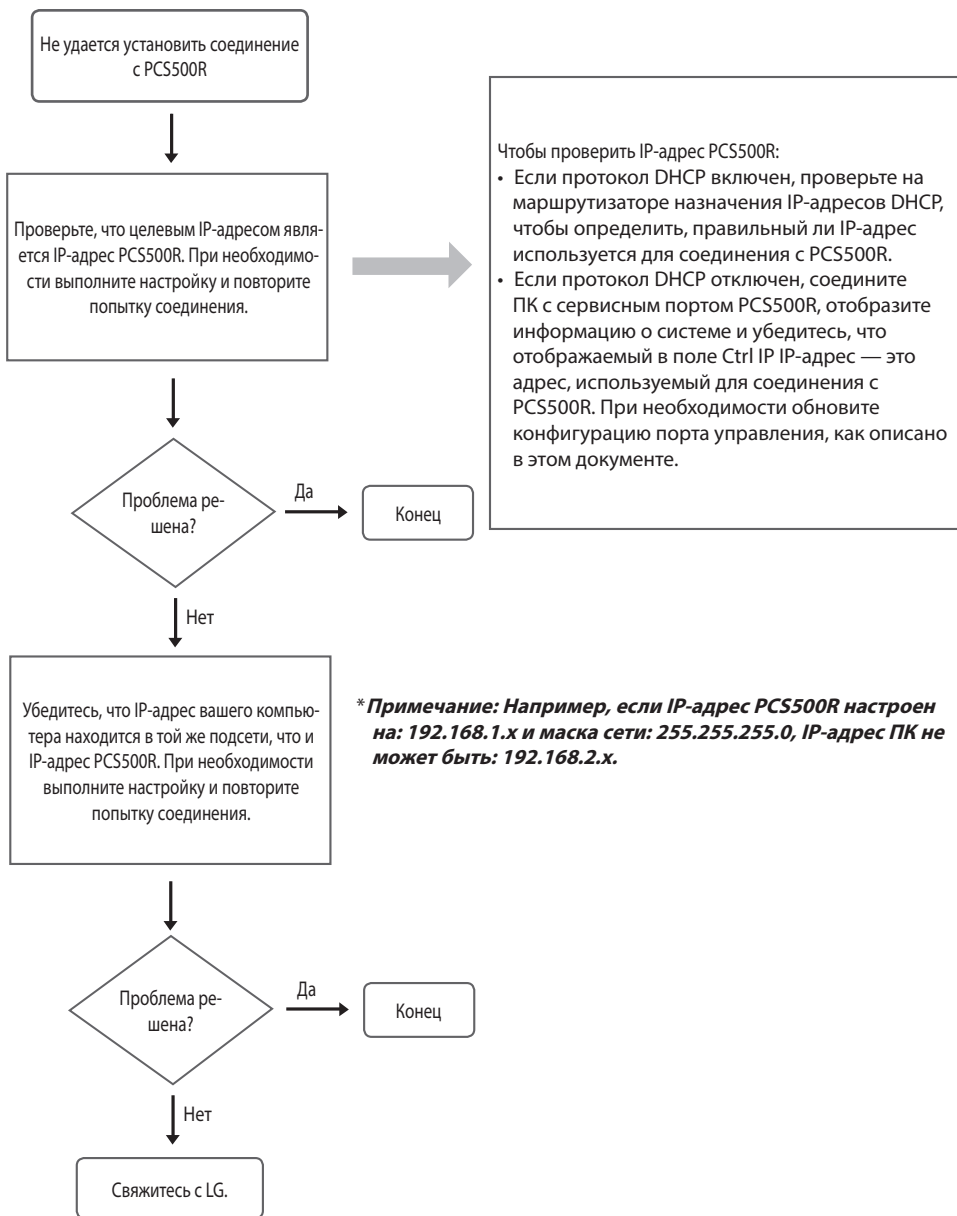 Не удается установить соединение
с PCS500R
Проверьте, что целевым IP-адресом явля-
ется IP-адрес PCS500R. При необходимо-
сти выполните настройку и повторите
попытку соединения.
Чтобы проверить IP-адрес PCS500R:
• Если протокол DHCP включен, проверьте на
маршрутизаторе назначения IP-адресов DHCP,
чтобы определить, правильный ли IP-адрес
используется для соединения с PCS500R.
• Если протокол DHCP отключен, соедините
ПК с сервисным портом PCS500R, отобразите
информацию о системе и убедитесь, что
отображаемый в поле Ctrl IP IP-адрес — это
адрес, используемый для соединения с
PCS500R. При необходимости обновите
конфигурацию порта управления, как описано
в этом документе.
Проблема ре-
шена?
Да
Конец
Нет
Убедитесь, что IP-адрес вашего компью-
тера находится в той же подсети, что и
IP-адрес PCS500R. При необходимости
выполните настройку и повторите
попытку соединения.
*Примечание: Например, если IP-адрес PCS500R настроен
на: 192.168.1.x и маска сети: 255.255.255.0, IP-адрес ПК не
может быть: 192.168.2.x.
Проблема ре-
шена?
Да
Конец
Нет
Свяжитесь с LG.